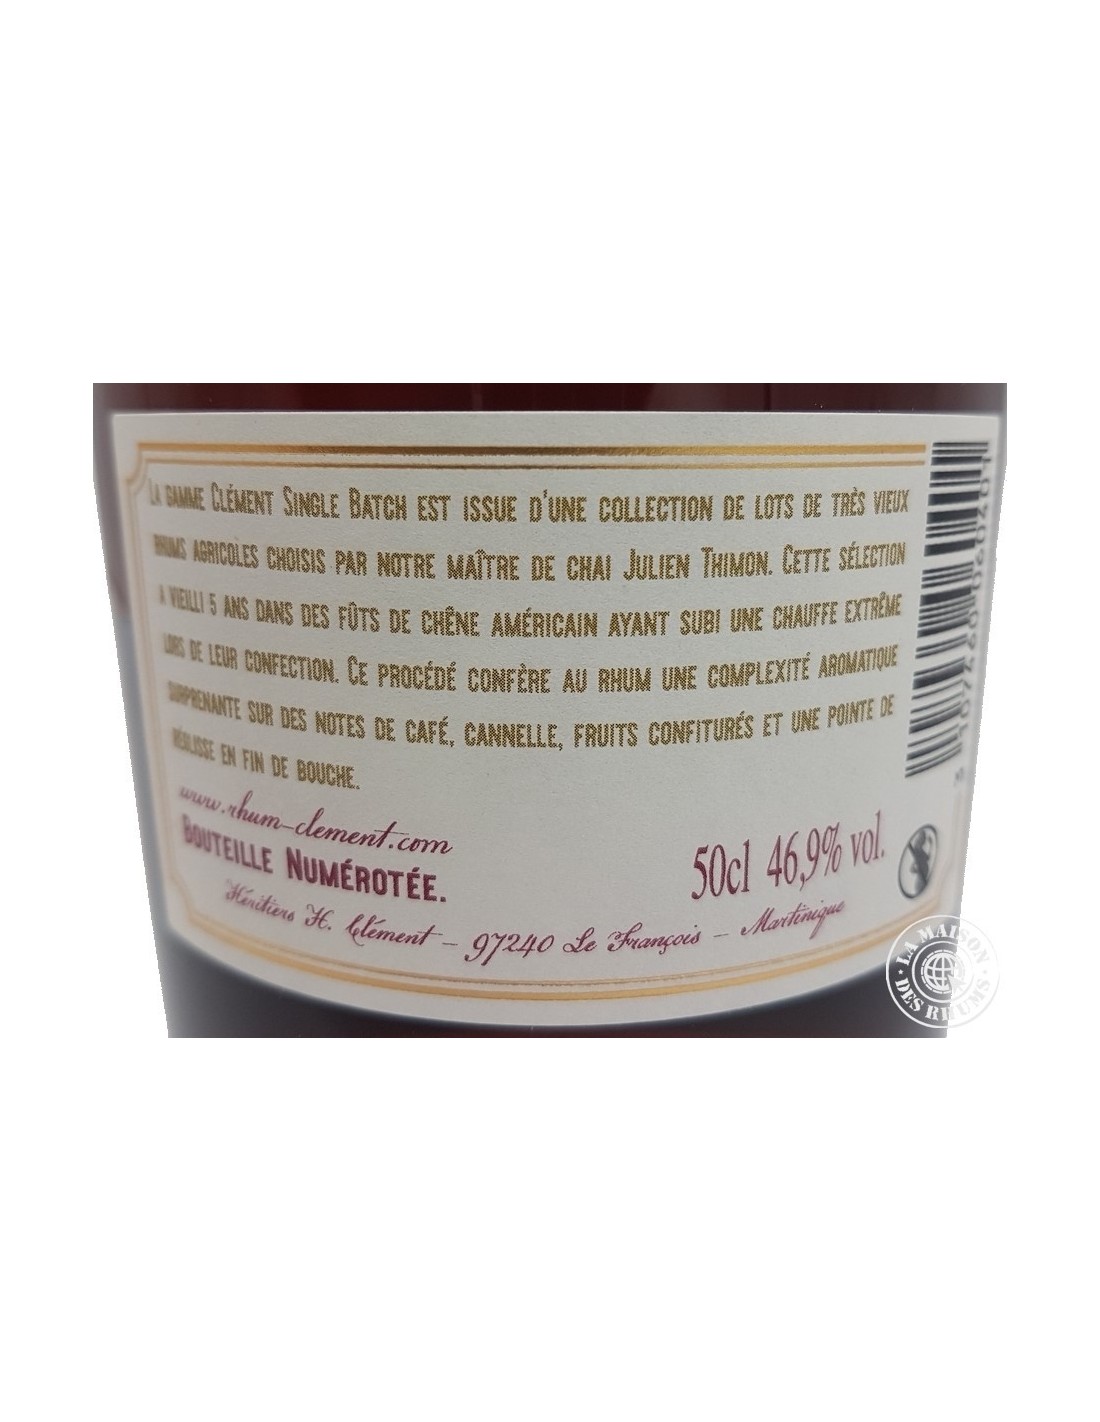 La gamme Clément Single Batch est issue d'une collection de lots de très vieux
rhums agricoles choisis par notre maître de chai Julien Thimon. Cette sélection
a vieilli 5 ans dans des fûts de chêne américain ayant subi une chauffe extrême
lors de leur confection. Ce procédé confère au rhum une complexité aromatique
surprenante sur des notes de café, cannelle, fruits confiturés et une pointe de
réglisse en fin de bouche.
www.rhum-clement.com
Bouteille Numérotée.
50cl 46,9% vol.
Héritiers H. Clément - 97240 Le François - Martinique
LA MAISON
DES RHUMS